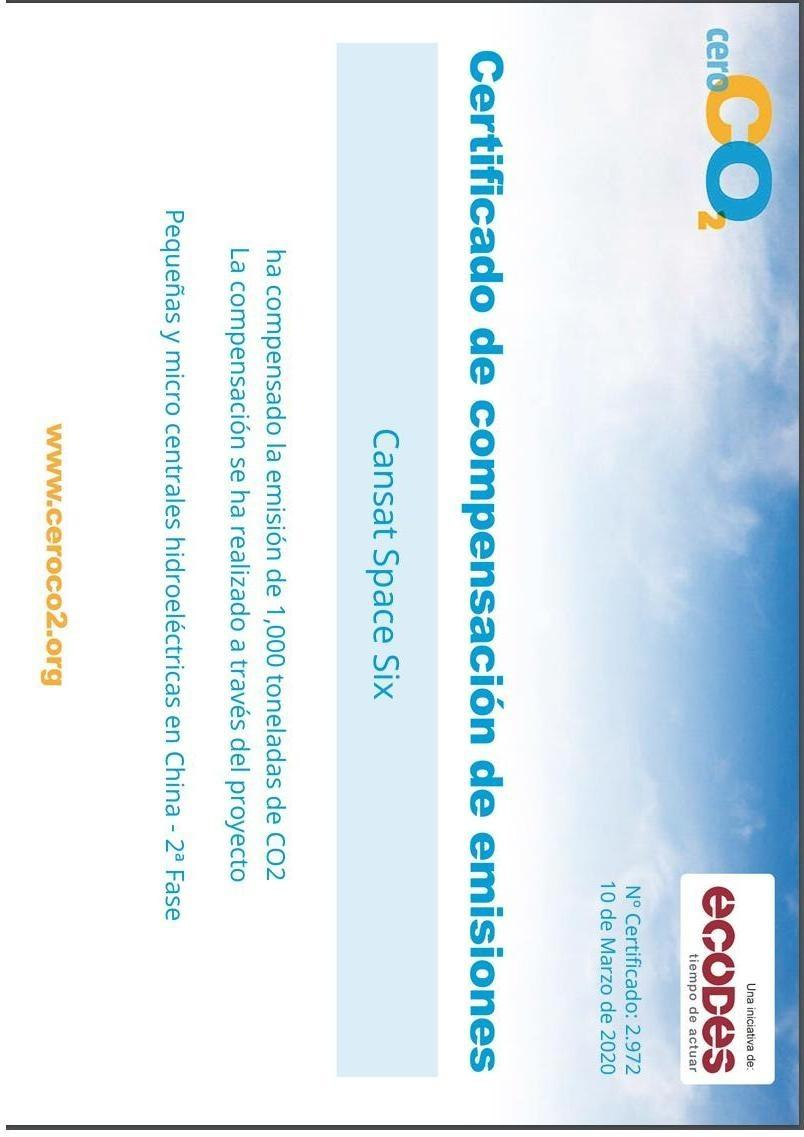 cero
CO2
Una iniciativa de:
ecodes
tiempo de actuar
Nº Certificado: 2.972
10 de Marzo de 2020
Certificado de compensación de emisiones
Cansat Space Six
ha compensado la emisión de 1,000 toneladas de CO2
La compensación se ha realizado a través del proyecto
Pequeñas y micro centrales hidroeléctricas en China - 2ª Fase
www.ceroco2.org